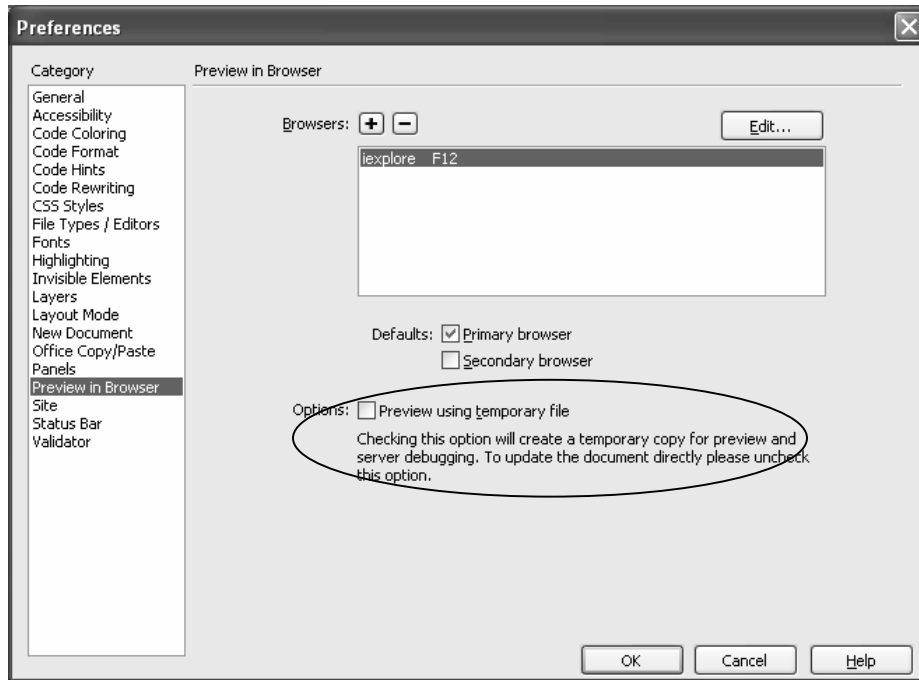 Preferences
Category
Preview in Browser
General
Accessibility
Code Coloring
Code Format
Code Hints
Code Rewriting
CSS Styles
File Types / Editors
Fonts
Highlighting
Invisible Elements
Layers
Layout Mode
New Document
Office Copy/Paste
Panels
Preview in Browser
Site
Status Bar
Validator
Browsers:
Edit...
iexplore F12
Defaults: Primary browser
Secondary browser
Options: Preview using temporary file
Checking this option will create a temporary copy for preview and
server debugging. To update the document directly please uncheck
this option.
OK Cancel Help